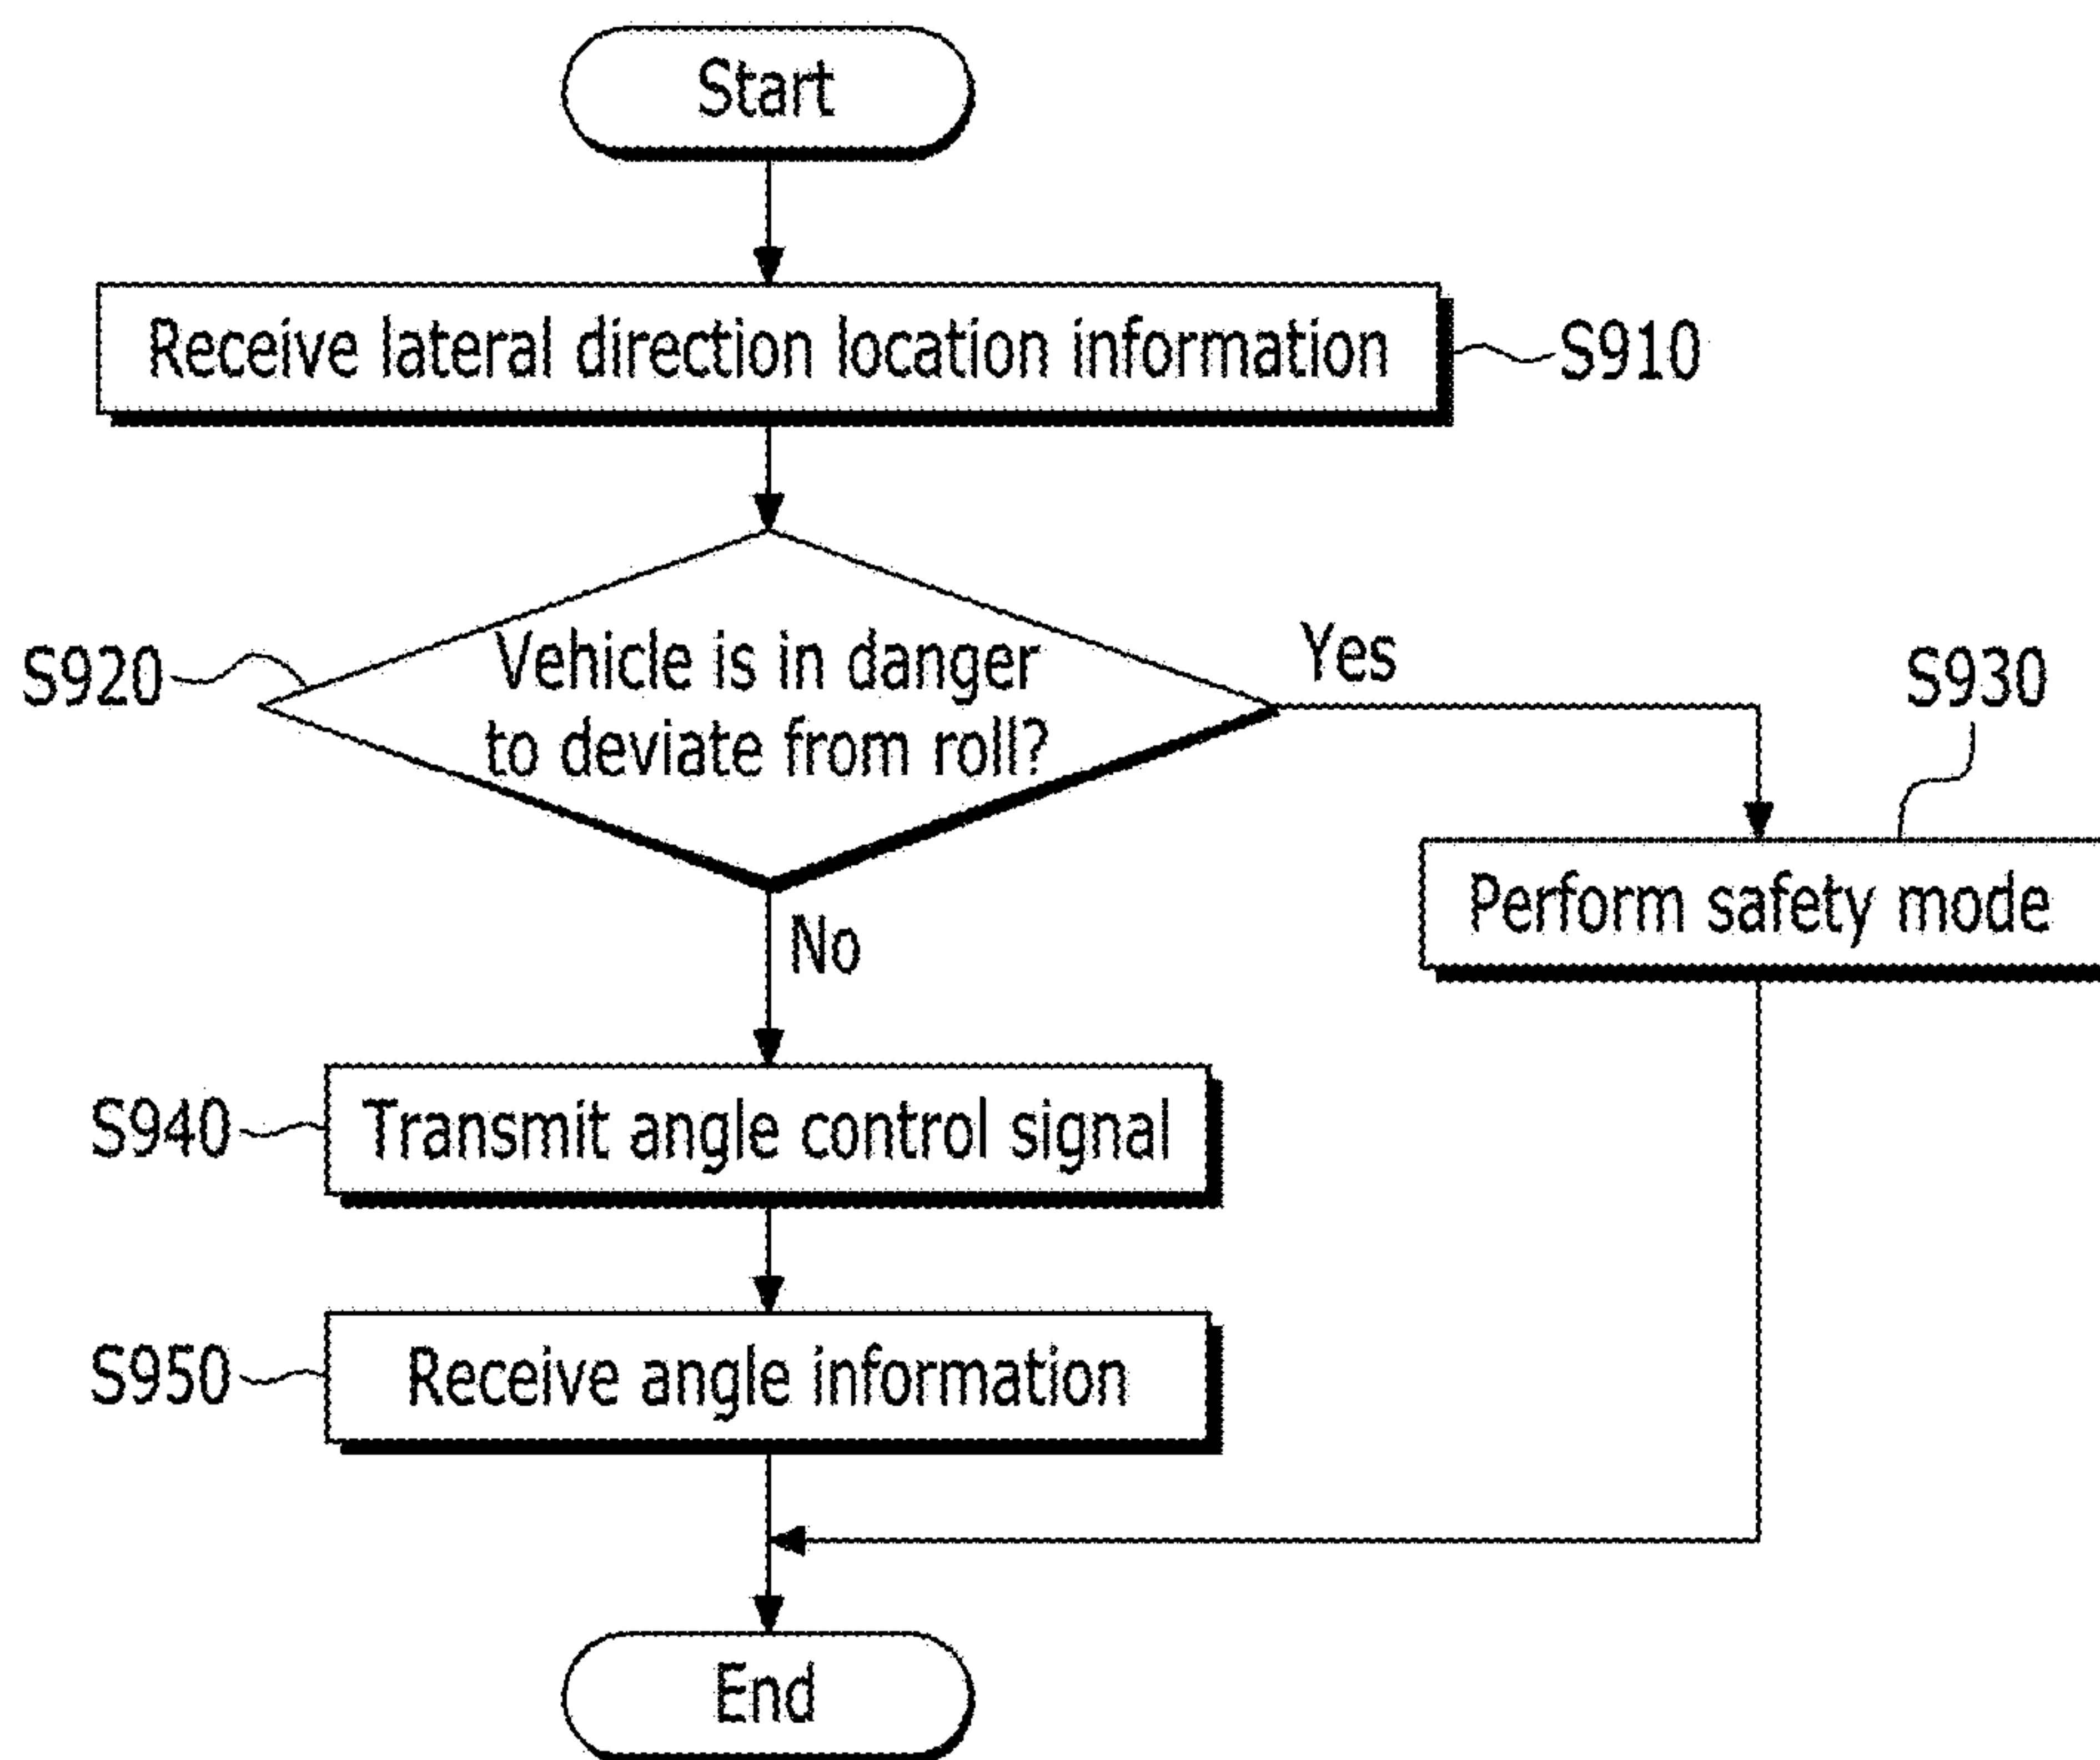 Start
Receive lateral direction location information
S910
S920
Vehicle is in danger
to deviate from roll?
Yes
S930
Perform safety mode
No
S940
Transmit angle control signal
S950
Receive angle information
End